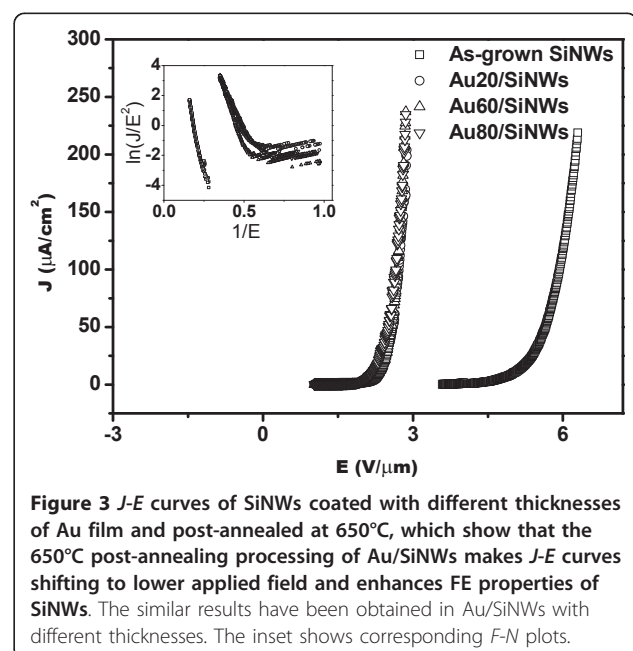 300
250
200
150
100
50
0
J (μA/cm²)
-3
0
3
6
E (V/μm)
4
2
0
-2
-4
ln(J/E²)
0.0
0.5
1.0
1/E
As-grown SiNWs
Au20/SiNWs
Au60/SiNWs
Au80/SiNWs
Figure 3 J-E curves of SiNWs coated with different thicknesses
of Au film and post-annealed at 650°C, which show that the
650°C post-annealing processing of Au/SiNWs makes J-E curves
shifting to lower applied field and enhances FE properties of
SiNWs. The similar results have been obtained in Au/SiNWs with
different thicknesses. The inset shows corresponding F-N plots.